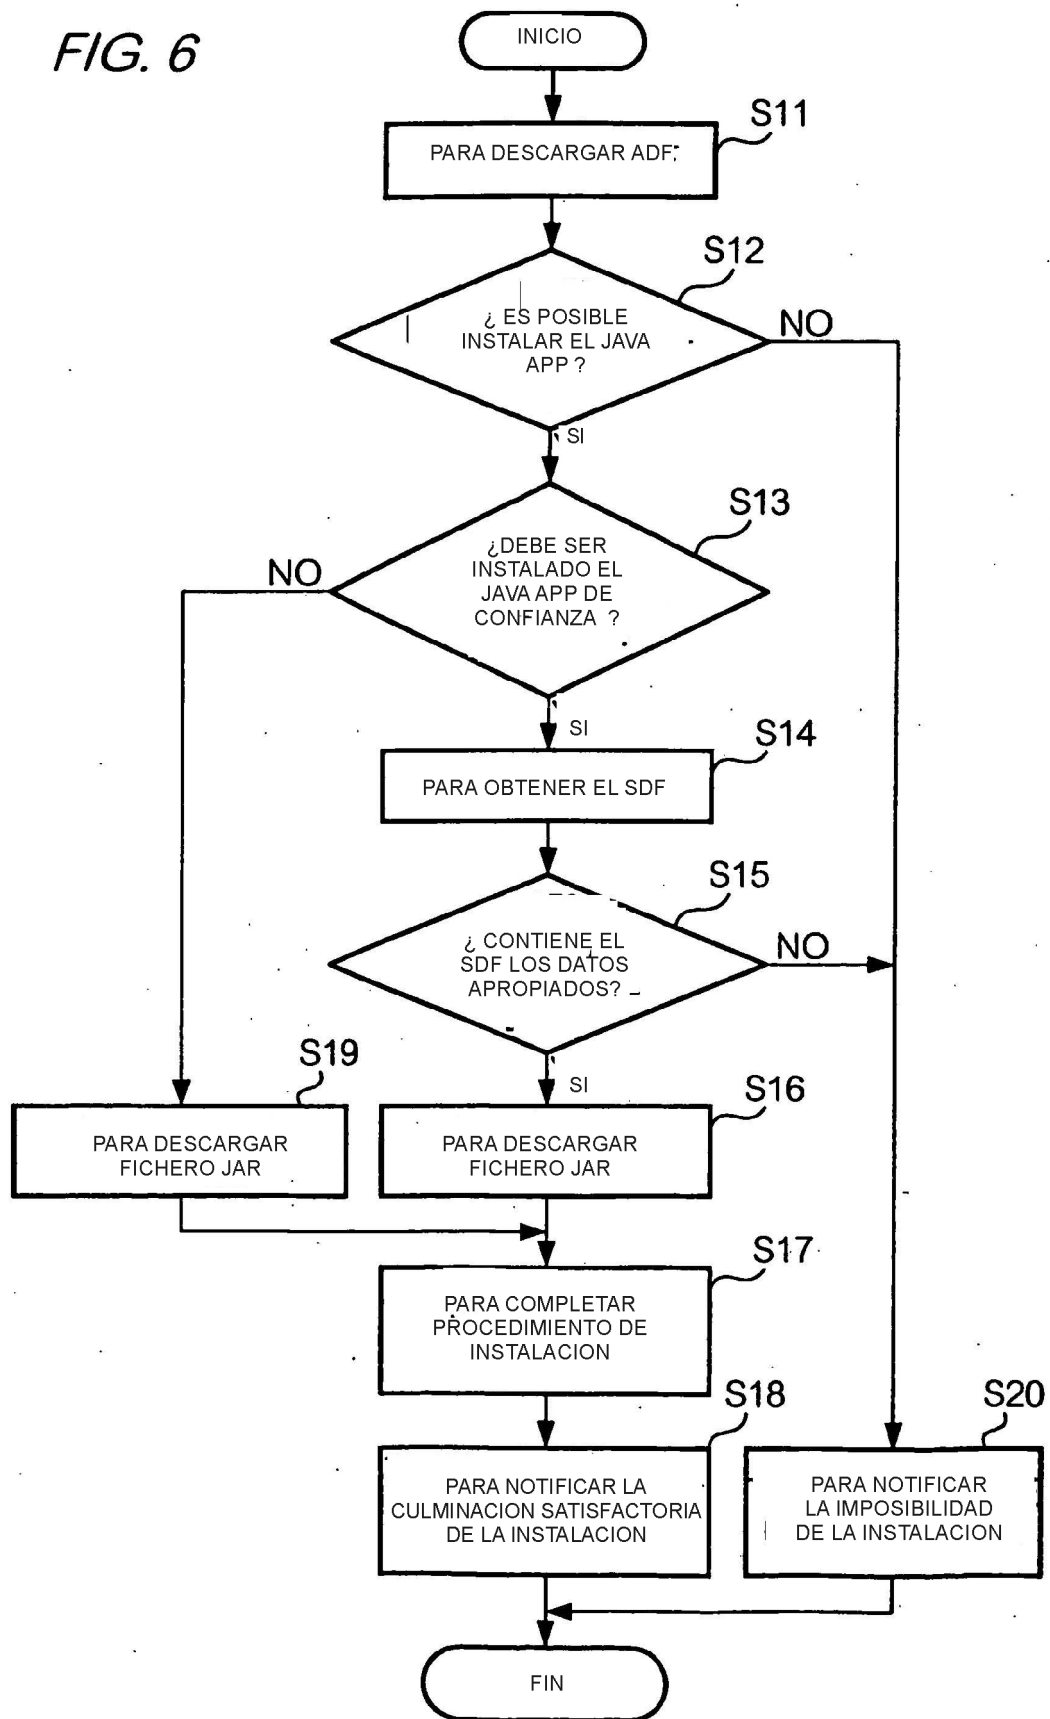 FIG. 6
INICIO
S11
PARA DESCARGAR ADF
S12
¿ ES POSIBLE
INSTALAR EL JAVA
APP ?
NO
SI
S13
¿DEBE SER
INSTALADO EL
JAVA APP DE
CONFIANZA ?
NO
SI
S14
PARA OBTENER EL SDF
S15
¿ CONTIENE EL
SDF LOS DATOS
APROPIADOS?
NO
SI
S19
PARA DESCARGAR
FICHERO JAR
S16
PARA DESCARGAR
FICHERO JAR
S17
PARA COMPLETAR
PROCEDIMIENTO DE
INSTALACION
S18
PARA NOTIFICAR LA
CULMINACION SATISFACTORIA
DE LA INSTALACION
S20
PARA NOTIFICAR
LA IMPOSIBILIDAD
DE LA INSTALACION
FIN